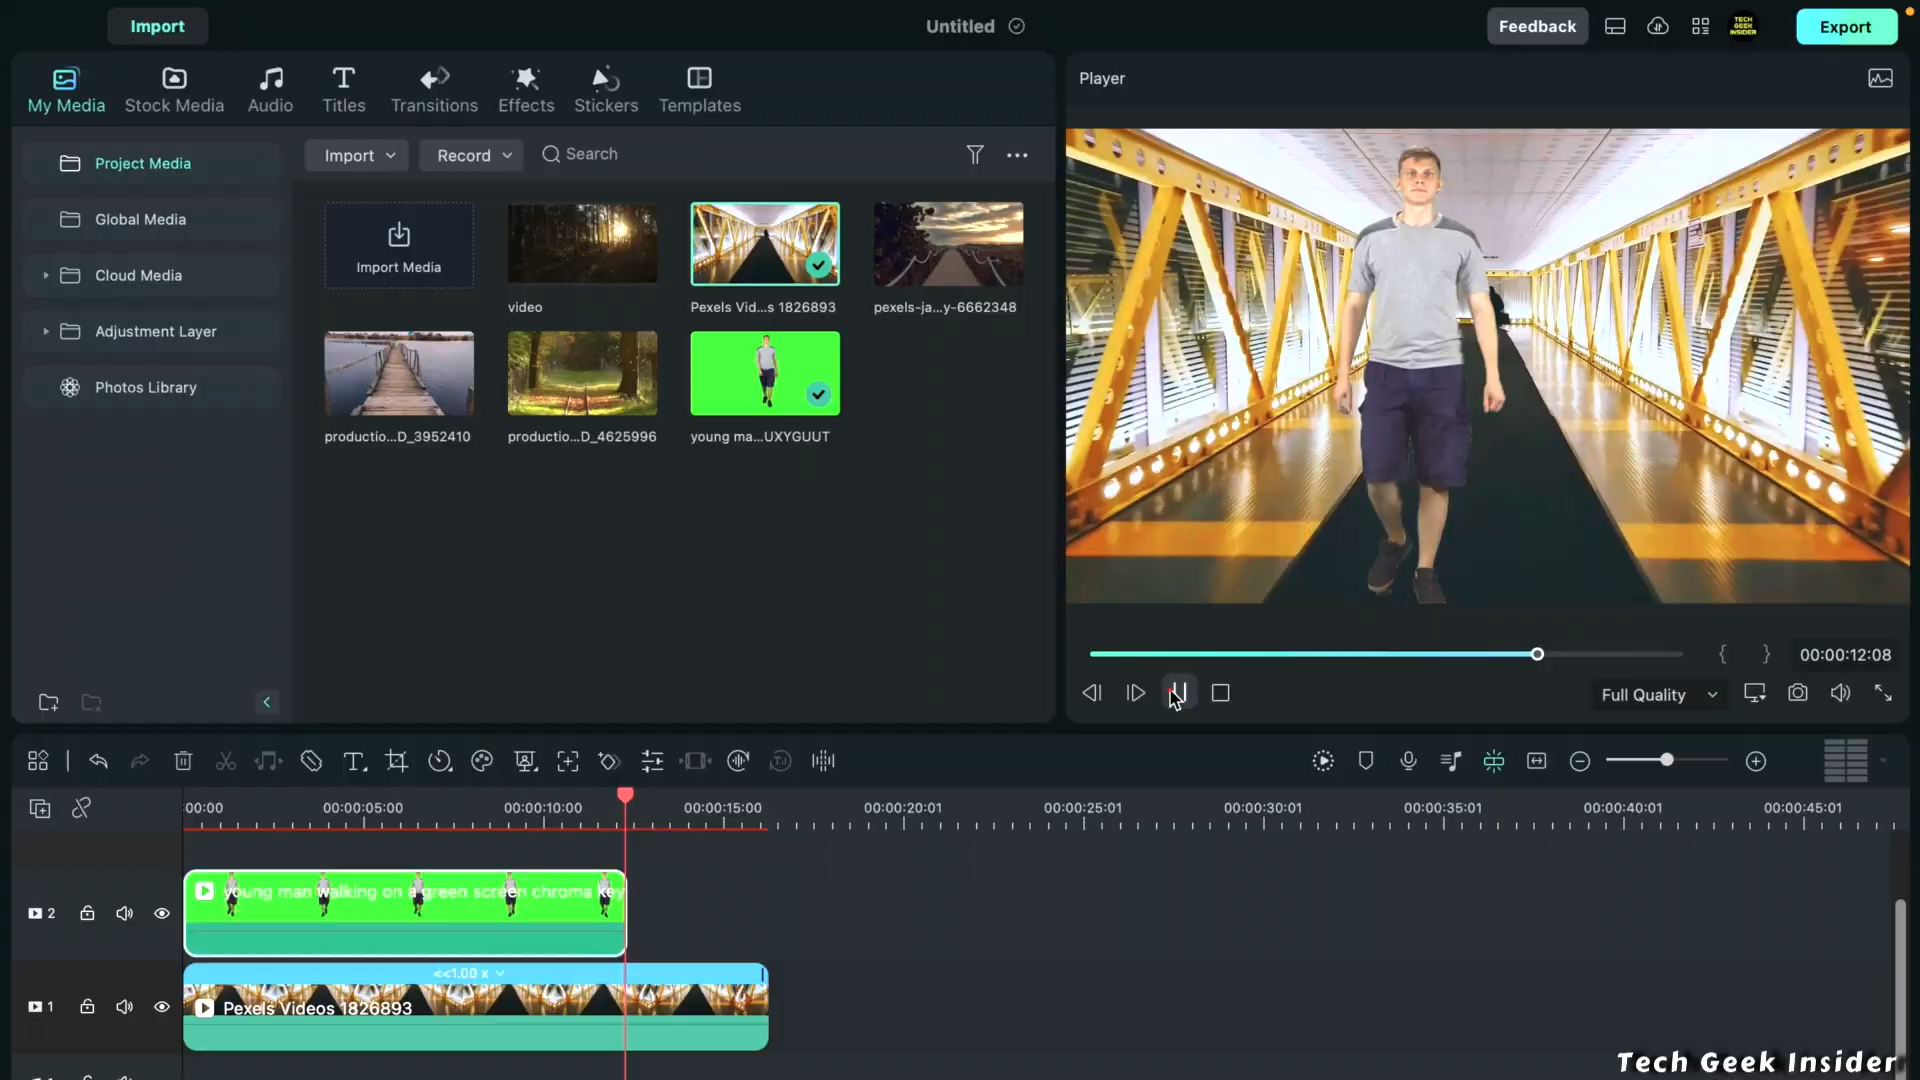 Import
Untitled
Feedback
TECH
GEEK
INSIDER
Export
My Media
Stock Media
Audio
Titles
Transitions
Effects
Stickers
Templates
Player
Project Media
Global Media
Cloud Media
Adjustment Layer
Photos Library
Import
Record
Search
Import Media
video
Pexels Vid...s 1826893
pexels-ja...y-6662348
productio...D_3952410
productio...D_4625996
young ma...UXYGUUT
{ }
00:00:12:08
Full Quality
:00:00
00:00:05:00
00:00:10:00
00:00:15:00
00:00:20:01
00:00:25:01
00:00:30:01
00:00:35:01
00:00:40:01
00:00:45:01
2
young man walking on a green screen chroma key
<<1.00 x
1
Pexels Videos 1826893
Tech Geek Insider